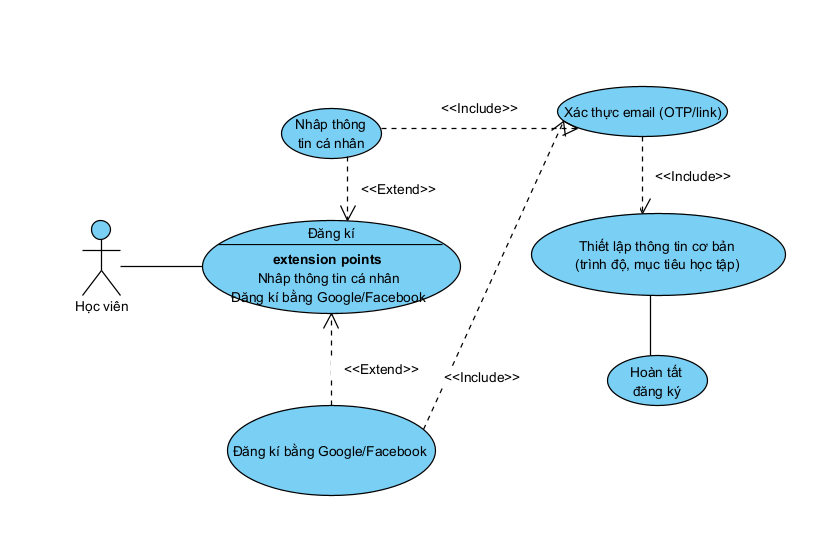 <<Include>>
Xác thực email (OTP/link)
Nhâp thông
tin cá nhân
<<Extend>>
<<Include>>
Đăng kí
extension points
Nhâp thông tin cá nhân
Đăng kí bằng Google/Facebook
Thiết lập thông tin cơ bản
(trình độ, mục tiêu học tập)
Học viên
<<Extend>>
<<Include>>
Hoàn tất
đăng ký
Đăng kí bằng Google/Facebook